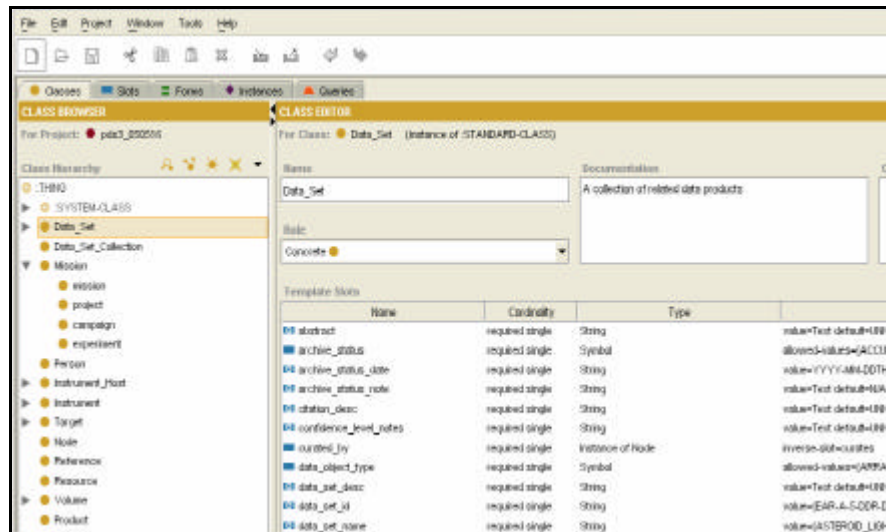 File Edit Project Window Tools Help
Classes Slots Forms Instances Queries
CLASS BROWSER
CLASS EDITOR
For Project: pds3_050516
For Class: Data_Set (instance of :STANDARD-CLASS)
Class Hierarchy
Name
Documentation
:THING
Data_Set
A collection of related data products
:SYSTEM-CLASS
Data_Set
Role
Data_Set_Collection
Concrete
Mission
mission
Template Slots
project
Name Cardinality Type
campaign
abstract required single String
experiment
archive_status required single Symbol
Person
archive_status_date required single String
Instrument_Host
archive_status_note required single String
Instrument
citation_desc required single String
Target
confidence_level_notes required single String
Node
curated_by required single Instance of Node inverse-slot=curates
Reference
data_object_type required single Symbol
Resource
data_set_desc required single String
Volume
data_set_id required single String
Product
data_set_name required single String